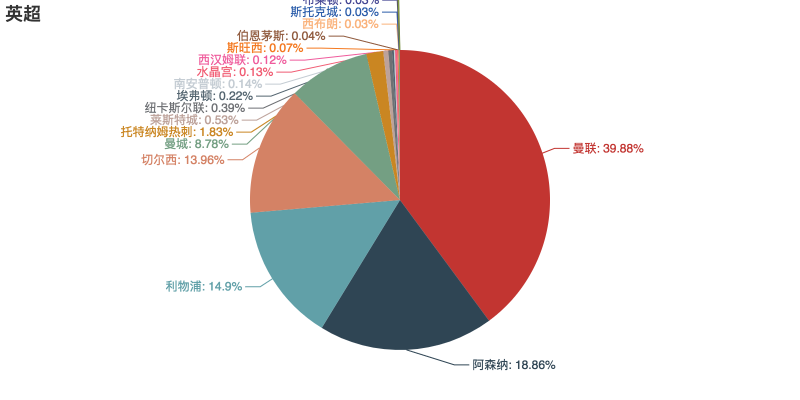 英超
斯托克城: 0.03%
西布朗: 0.03%
伯恩茅斯: 0.04%
斯旺西: 0.07%
西汉姆联: 0.12%
水晶宫: 0.13%
南安普顿: 0.14%
埃弗顿: 0.22%
纽卡斯尔联: 0.39%
莱斯特城: 0.53%
托特纳姆热刺: 1.83%
曼城: 8.78%
切尔西: 13.96%
利物浦: 14.9%
曼联: 39.88%
阿森纳: 18.86%